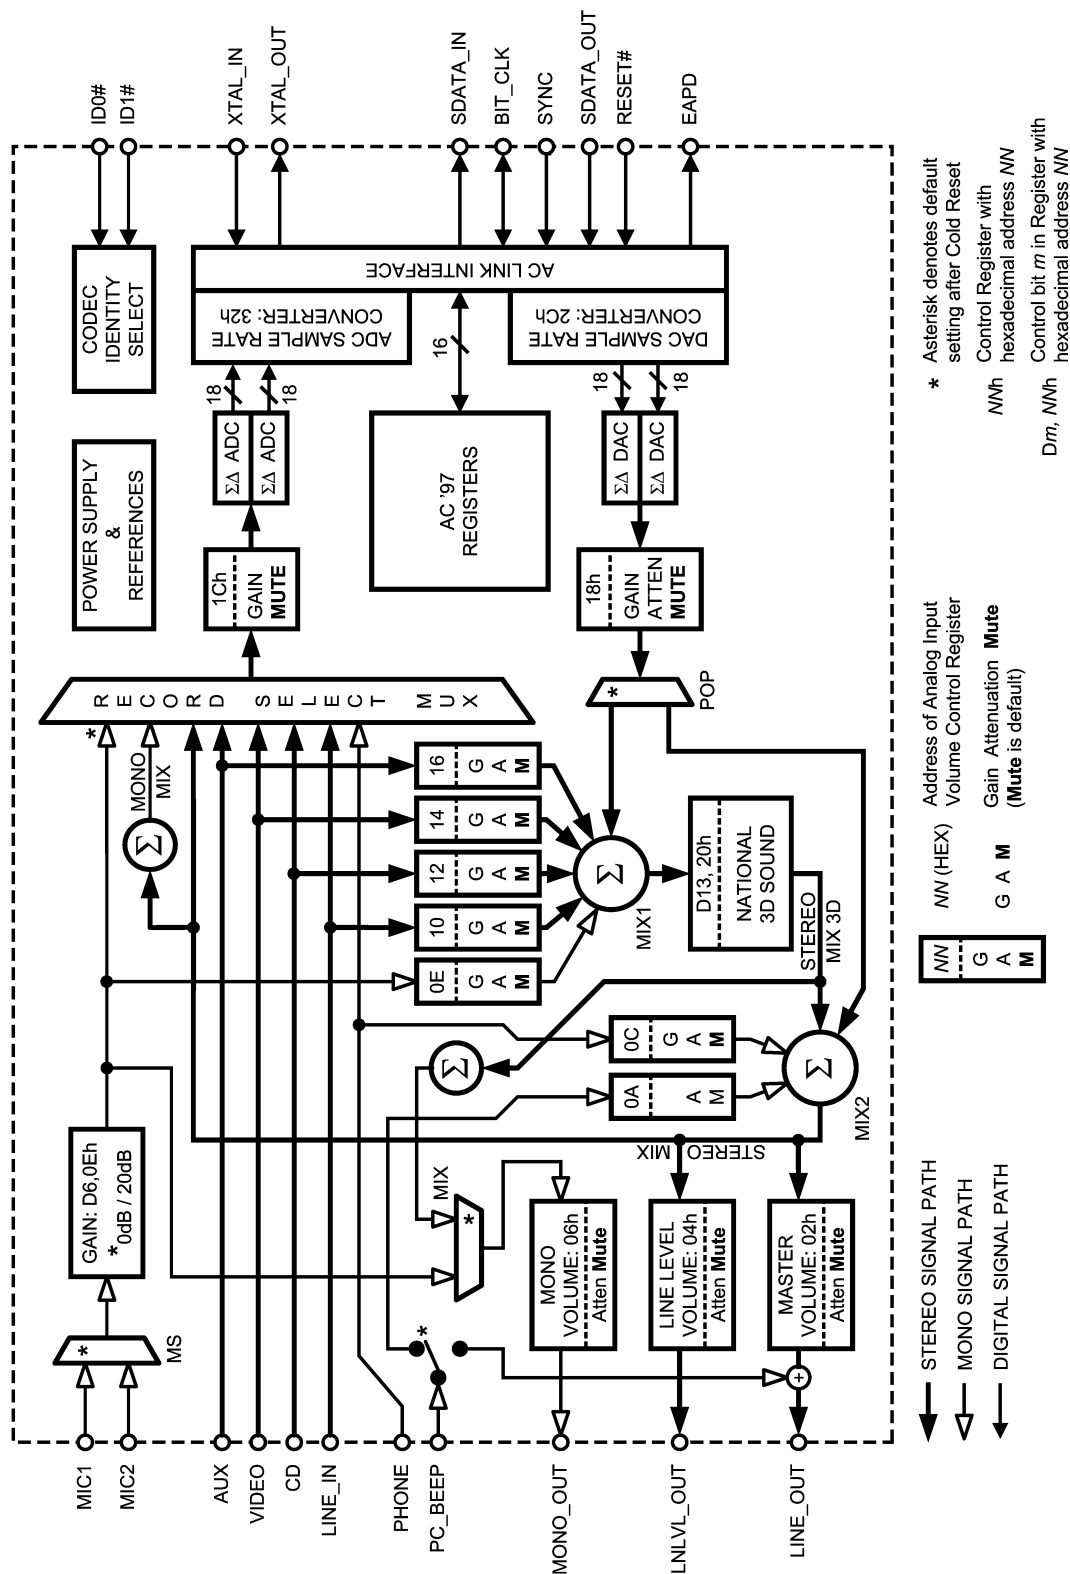 MIC1
MIC2
AUX
VIDEO
CD
LINE_IN
PHONE
PC_BEEP
MONO_OUT
LNLVL_OUT
LINE_OUT
*
MS
GAIN: D6,0Eh
*0dB / 20dB
*
MIX
*
MONO
VOLUME: 06h
Atten Mute
LINE LEVEL
VOLUME: 04h
Atten Mute
MASTER
VOLUME: 02h
Atten Mute
+
STEREO
MIX
Σ
MONO
MIX
Σ
0A
A
M
0C
G
A
M
Σ
MIX2
0E
G
A
M
10
G
A
M
12
G
A
M
14
G
A
M
16
G
A
M
Σ
MIX1
D13, 20h
NATIONAL
3D SOUND
STEREO
MIX 3D
*
RECORD SELECT MUX
*
POP
1Ch
GAIN
MUTE
18h
GAIN
ATTEN
MUTE
POWER SUPPLY
&
REFERENCES
ΣΔ ADC
ΣΔ ADC
18
18
AC '97
REGISTERS
16
ΣΔ DAC
ΣΔ DAC
18
18
CODEC
IDENTITY
SELECT
ADC SAMPLE RATE
CONVERTER: 32h
DAC SAMPLE RATE
CONVERTER: 2Ch
AC LINK INTERFACE
ID0#
ID1#
XTAL_IN
XTAL_OUT
SDATA_IN
BIT_CLK
SYNC
SDATA_OUT
RESET#
EAPD
STEREO SIGNAL PATH
MONO SIGNAL PATH
DIGITAL SIGNAL PATH
NN
G
A
M
NN (HEX)
Address of Analog Input
Volume Control Register
G A M
Gain Attenuation Mute
(Mute is default)
*
Asterisk denotes default
setting after Cold Reset
NNh
Control Register with
hexadecimal address NN
Dm, NNh
Control bit m in Register with
hexadecimal address NN